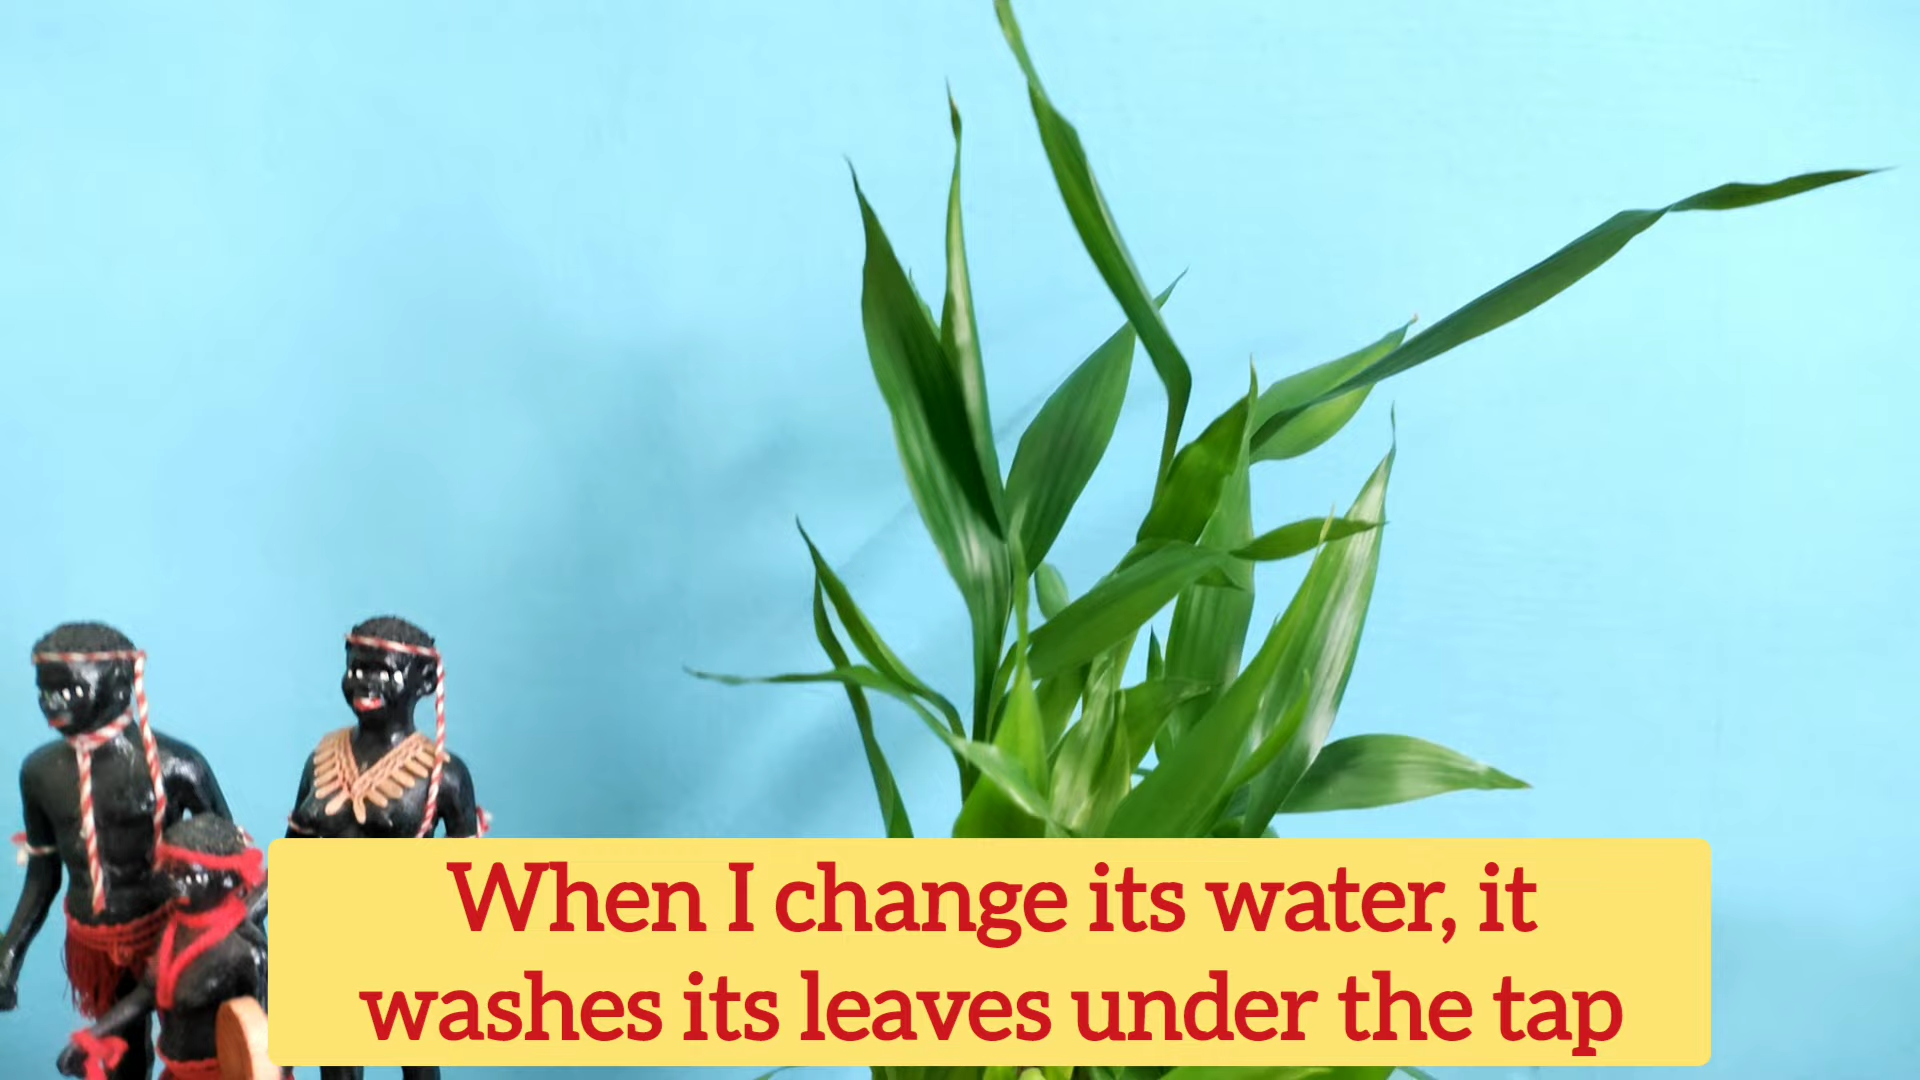 When I change its water, it
washes its leaves under the tap